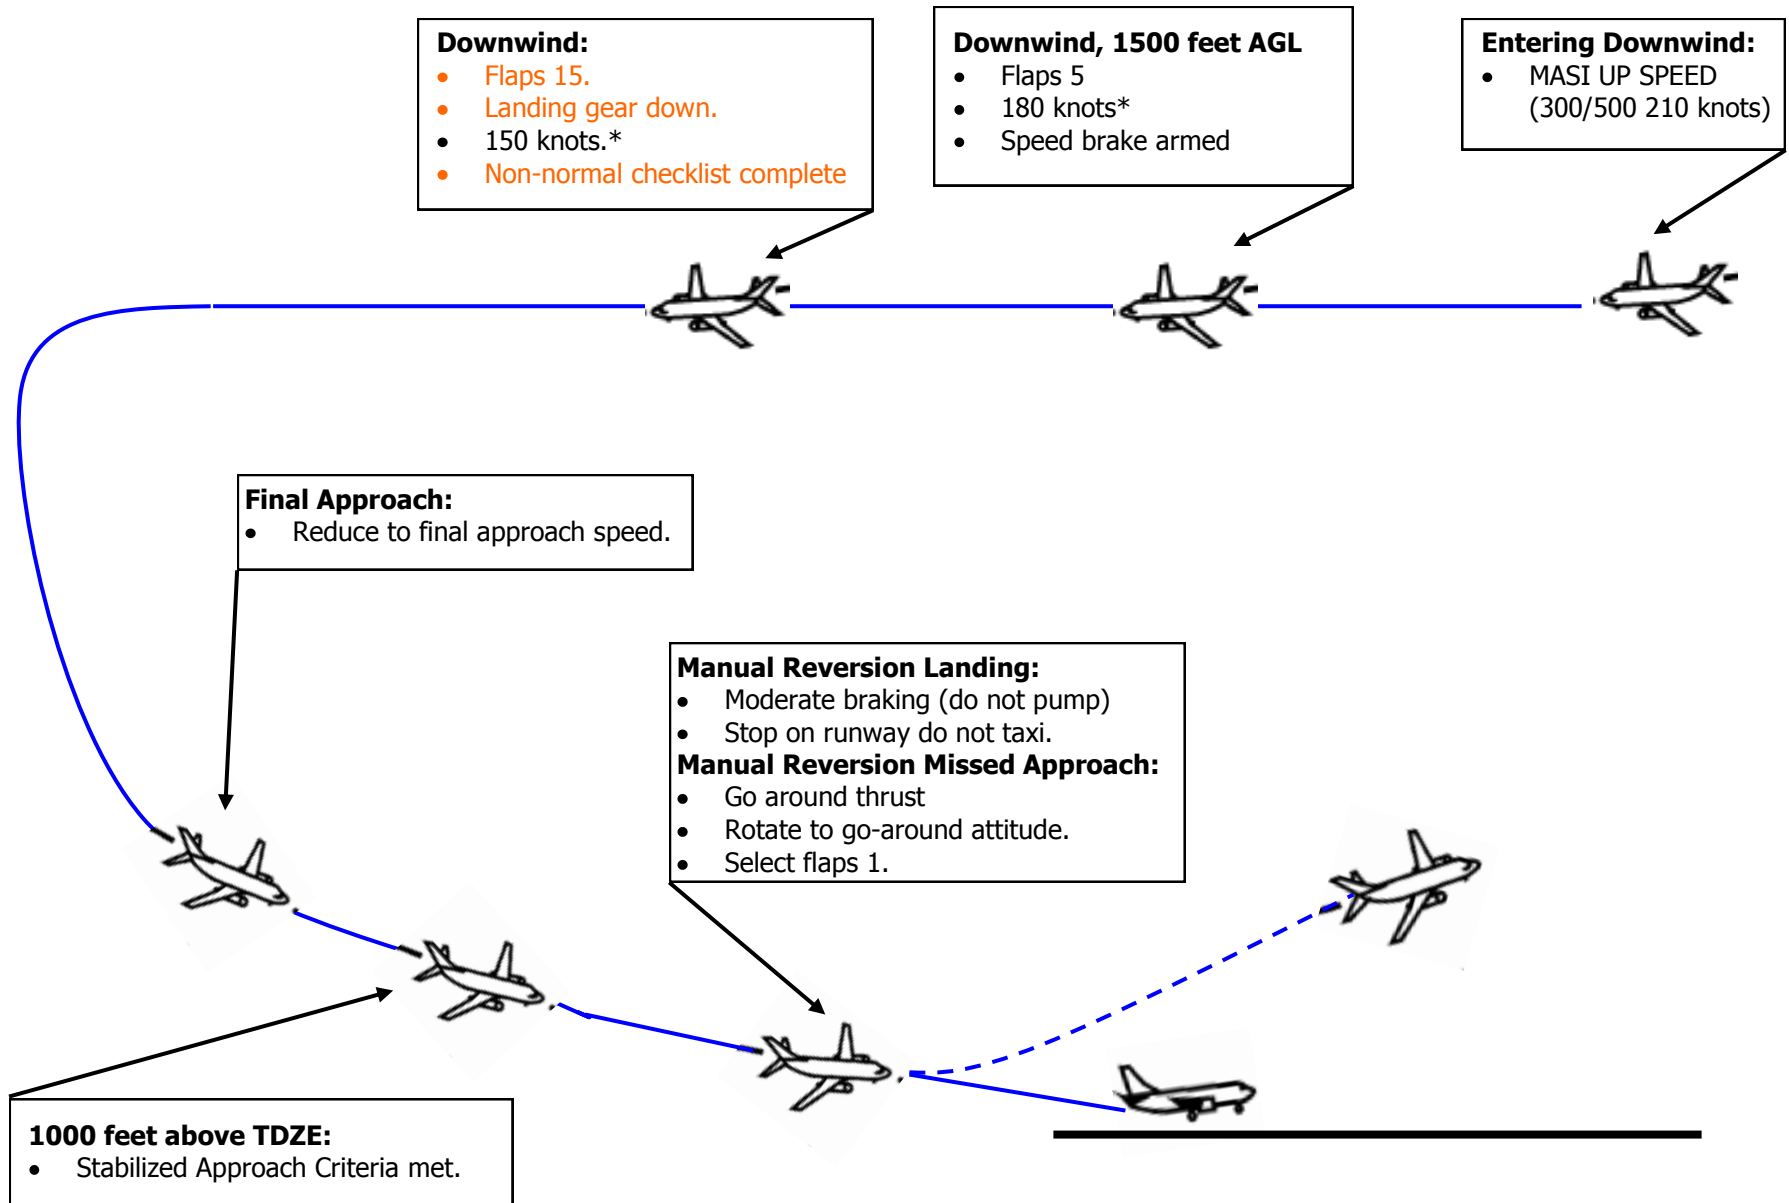 Downwind:
• Flaps 15.
• Landing gear down.
• 150 knots.*
• Non-normal checklist complete
Downwind, 1500 feet AGL
• Flaps 5
• 180 knots*
• Speed brake armed
Entering Downwind:
• MASI UP SPEED
(300/500 210 knots)
Final Approach:
• Reduce to final approach speed.
Manual Reversion Landing:
• Moderate braking (do not pump)
• Stop on runway do not taxi.
Manual Reversion Missed Approach:
• Go around thrust
• Rotate to go-around attitude.
• Select flaps 1.
1000 feet above TDZE:
• Stabilized Approach Criteria met.